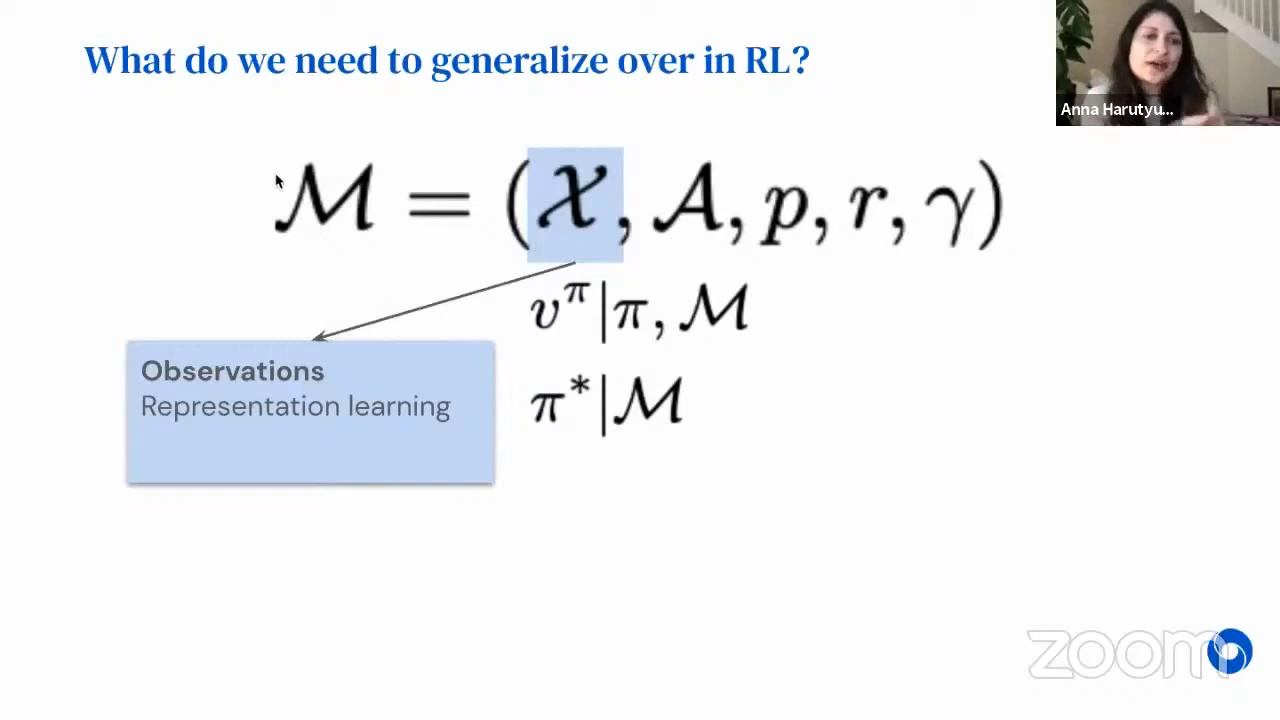 What do we need to generalize over in RL?
Anna Harutyu...
ℳ = (𝒳, 𝒜, p, r, γ)
v^π|π, ℳ
Observations
Representation learning
π*|ℳ
zoom